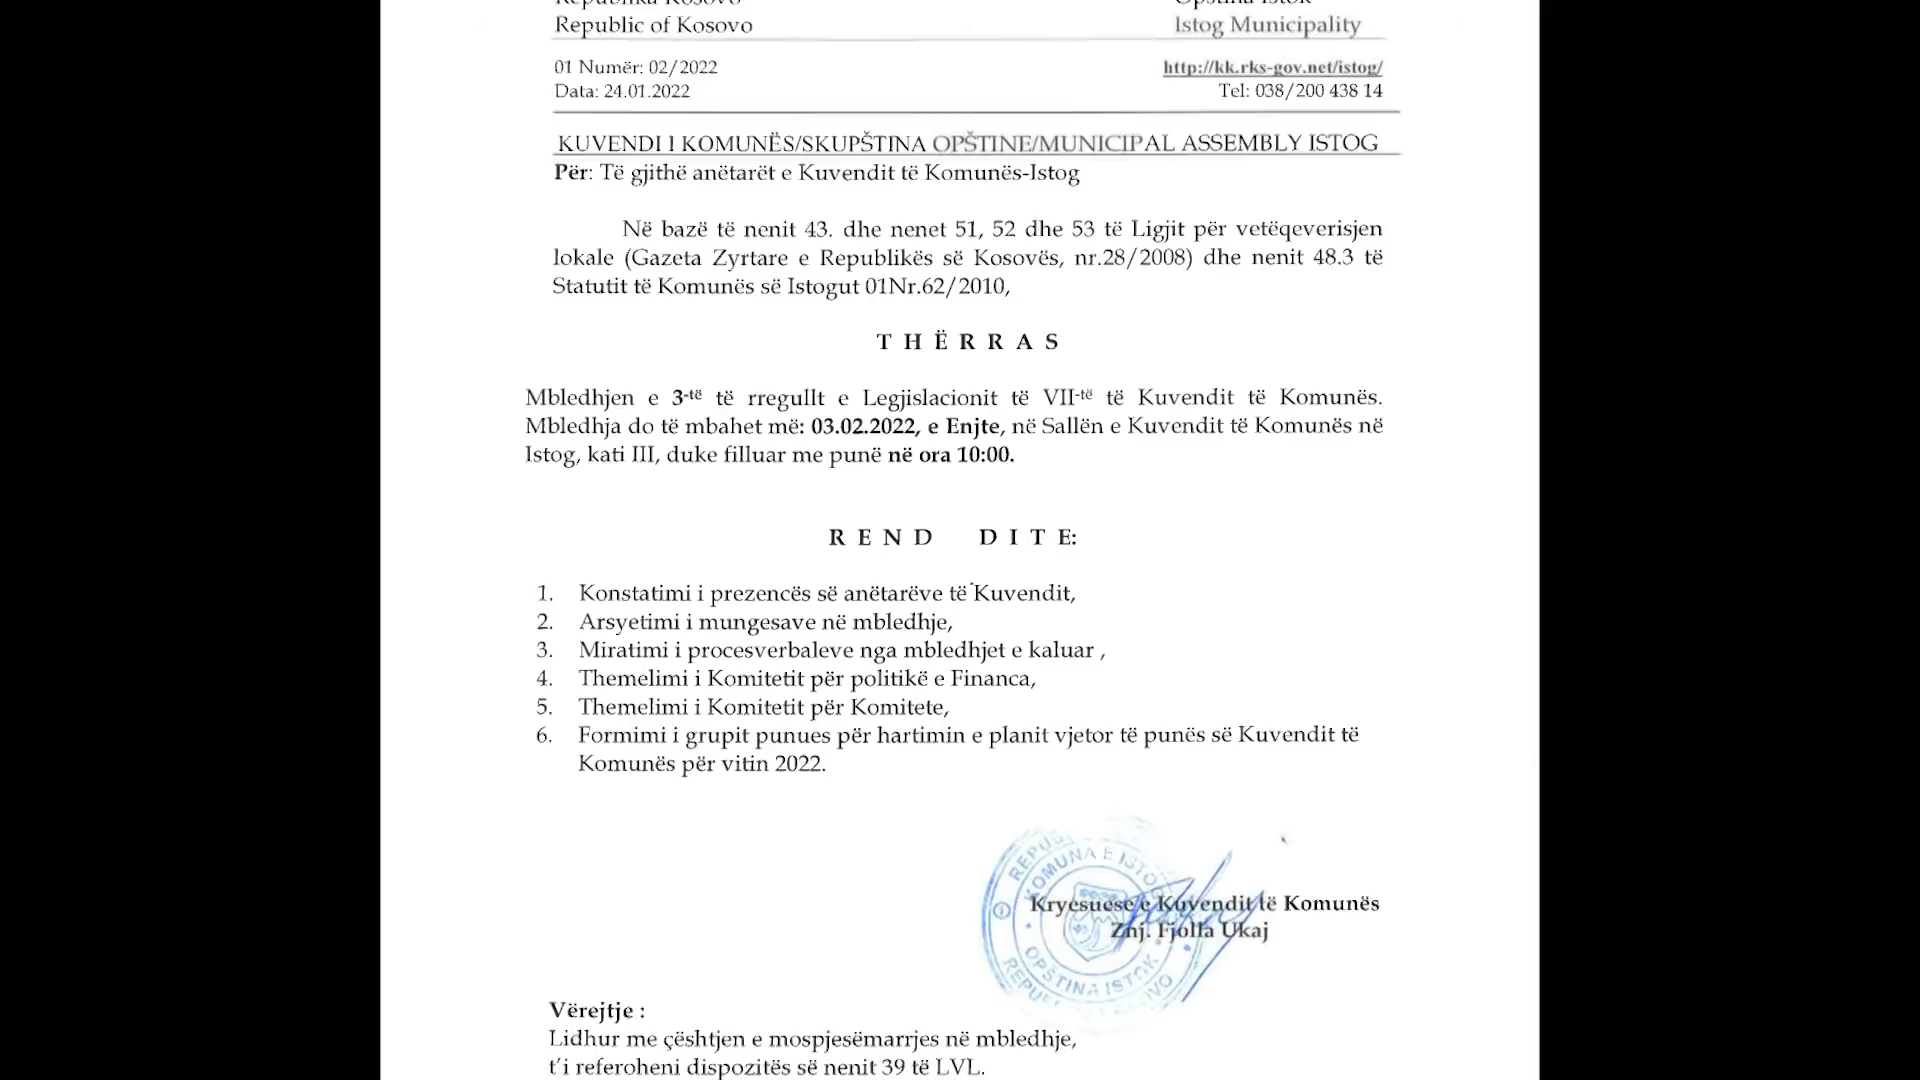 Republika Kosovo
Opština Istok
Republic of Kosovo
Istog Municipality
01 Numër: 02/2022
http://kk.rks-gov.net/istog/
Data: 24.01.2022
Tel: 038/200 438 14
KUVENDI I KOMUNËS/SKUPŠTINA OPŠTINE/MUNICIPAL ASSEMBLY ISTOG
Për: Të gjithë anëtarët e Kuvendit të Komunës-Istog
Në bazë të nenit 43. dhe nenet 51, 52 dhe 53 të Ligjit për vetëqeverisjen
lokale (Gazeta Zyrtare e Republikës së Kosovës, nr.28/2008) dhe nenit 48.3 të
Statutit të Komunës së Istogut 01Nr.62/2010,
T H Ë R R A S
Mbledhjen e 3-të të rregullt e Legjislacionit të VII-të të Kuvendit të Komunës.
Mbledhja do të mbahet më: 03.02.2022, e Enjte, në Sallën e Kuvendit të Komunës në
Istog, kati III, duke filluar me punë në ora 10:00.
R E N D   D I T E:
1. Konstatimi i prezencës së anëtarëve të Kuvendit,
2. Arsyetimi i mungesave në mbledhje,
3. Miratimi i procesverbaleve nga mbledhjet e kaluar ,
4. Themelimi i Komitetit për politikë e Financa,
5. Themelimi i Komitetit për Komitete,
6. Formimi i grupit punues për hartimin e planit vjetor të punës së Kuvendit të
Komunës për vitin 2022.
KOMUNA E ISTOG
OPŠTINA ISTOK
Kryesuese e Kuvendit të Komunës
Znj. Fjolla Ukaj
Vërejtje :
Lidhur me çështjen e mospjesëmarrjes në mbledhje,
t'i referoheni dispozitës së nenit 39 të LVL.